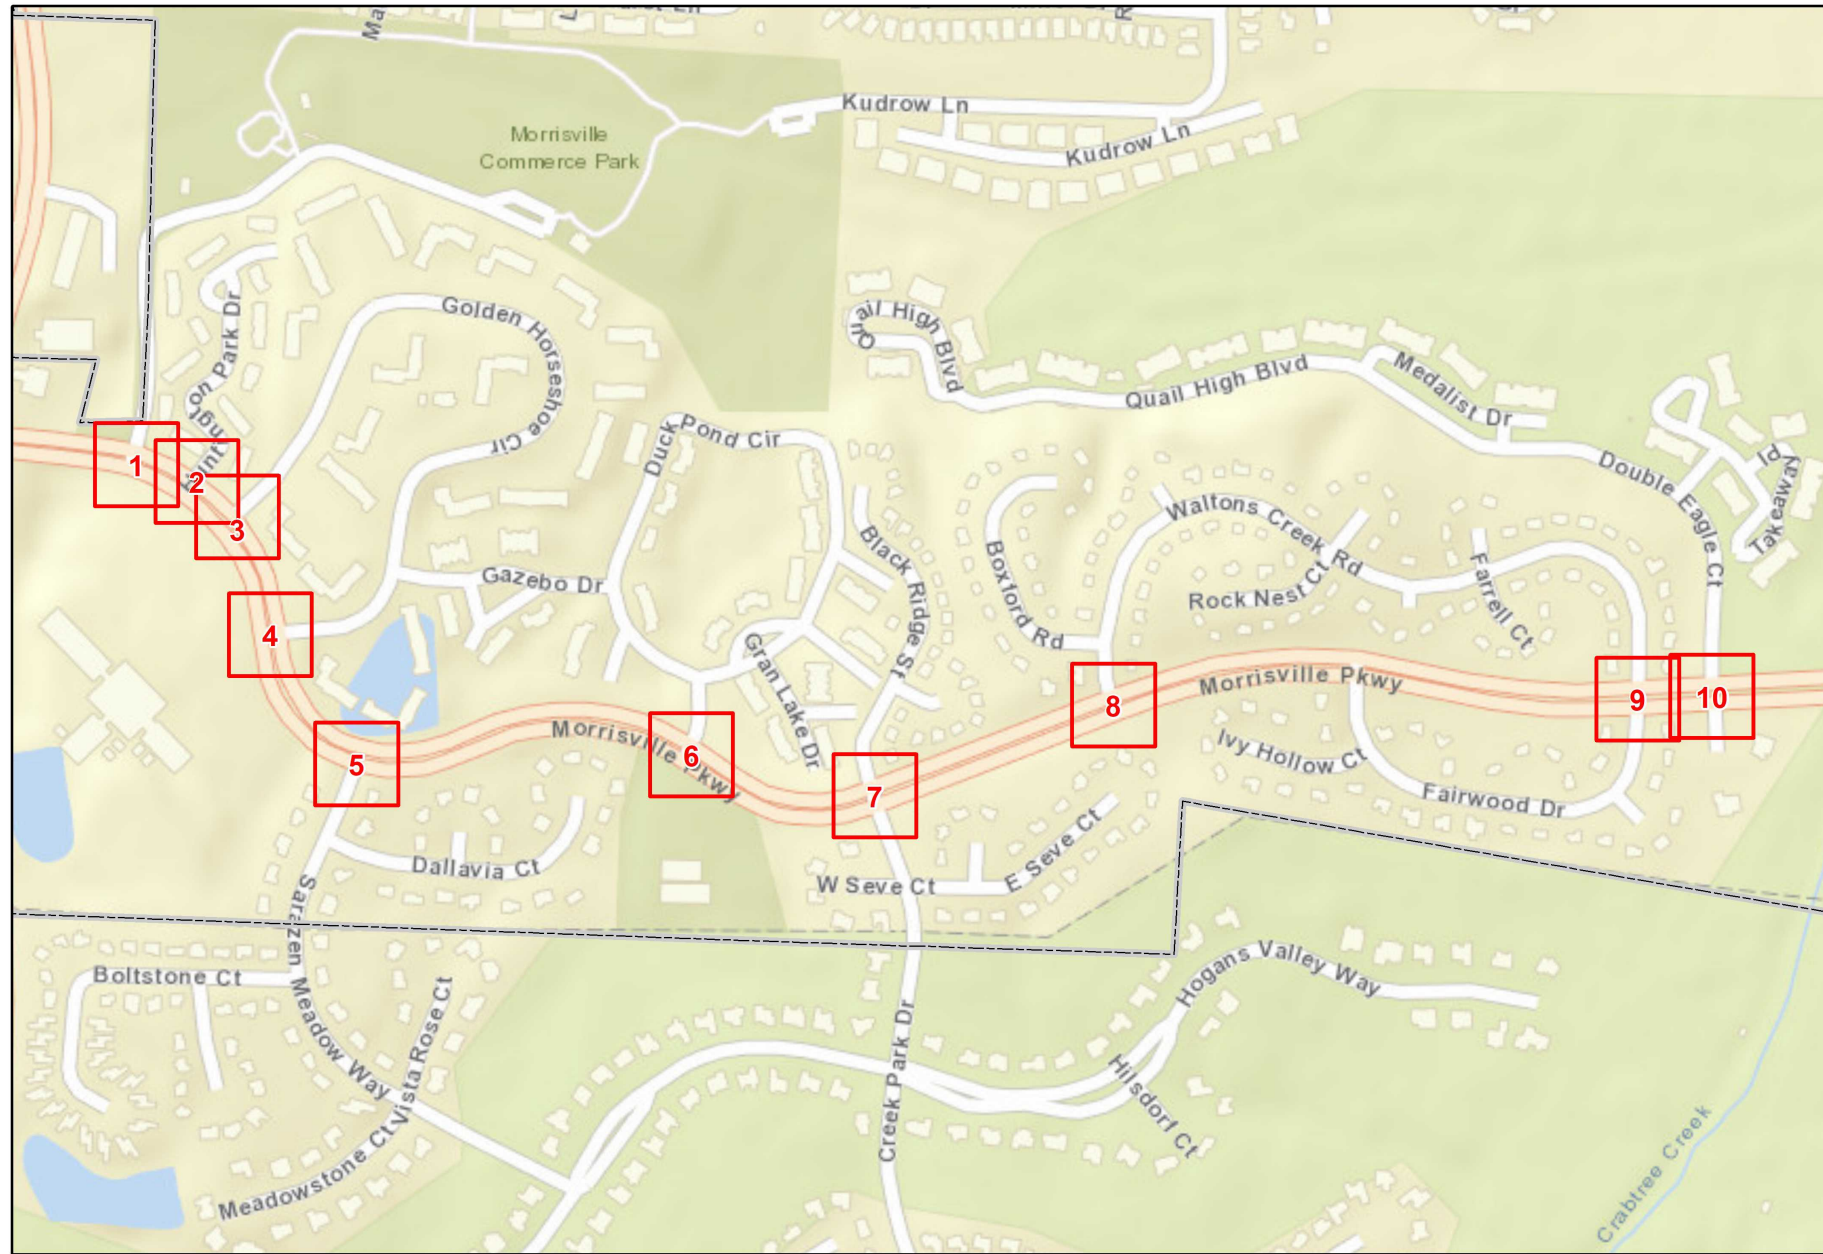 Kudrow Ln
Morrisville
Commerce Park
Kudrow Ln
Golden Horseshoe Cir
Quail High Blvd
Quail High Blvd
Medalist Dr
Duck Pond Cir
Double Eagle Ct
Takeaway Pl
Waltons Creek Rd
Black Ridge St
Boxford Rd
Rock Nest Ct
Farrell Ct
Gazebo Dr
Gran Lake Dr
Morrisville Pkwy
Morrisville Pkwy
1
2
3
4
5
6
7
8
9
10
Ivy Hollow Ct
Fairwood Dr
Dallavia Ct
W Seve Ct
E Seve Ct
Sarazen Meadow Way
Boltstone Ct
Vista Rose Ct
Meadowstone Ct
Creek Park Dr
Hogans Valley Way
Hilsdorf Ct
Crabtree Creek